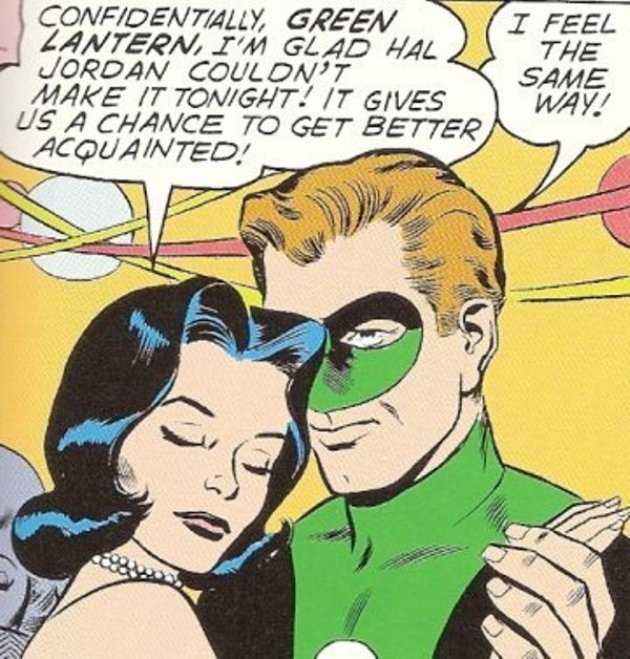 CONFIDENTIALLY, GREEN
LANTERN, I'M GLAD HAL
JORDAN COULDN'T
MAKE IT TONIGHT! IT GIVES
US A CHANCE TO GET BETTER
ACQUAINTED!
I FEEL
THE
SAME
WAY!